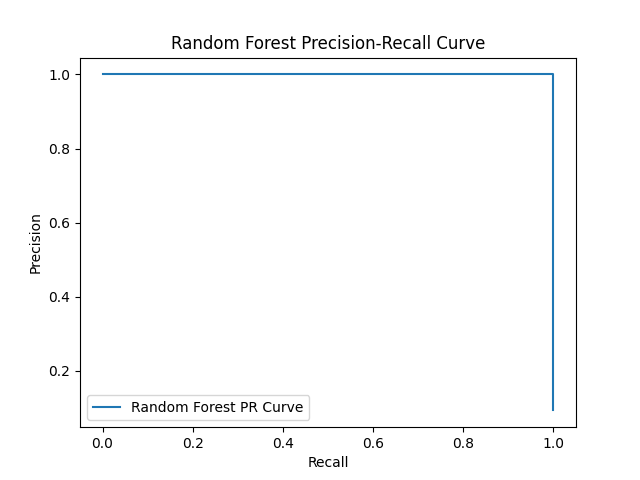 Random Forest Precision-Recall Curve
1.0
0.8
0.6
0.4
0.2
Precision
Random Forest PR Curve
0.0 0.2 0.4 0.6 0.8 1.0
Recall